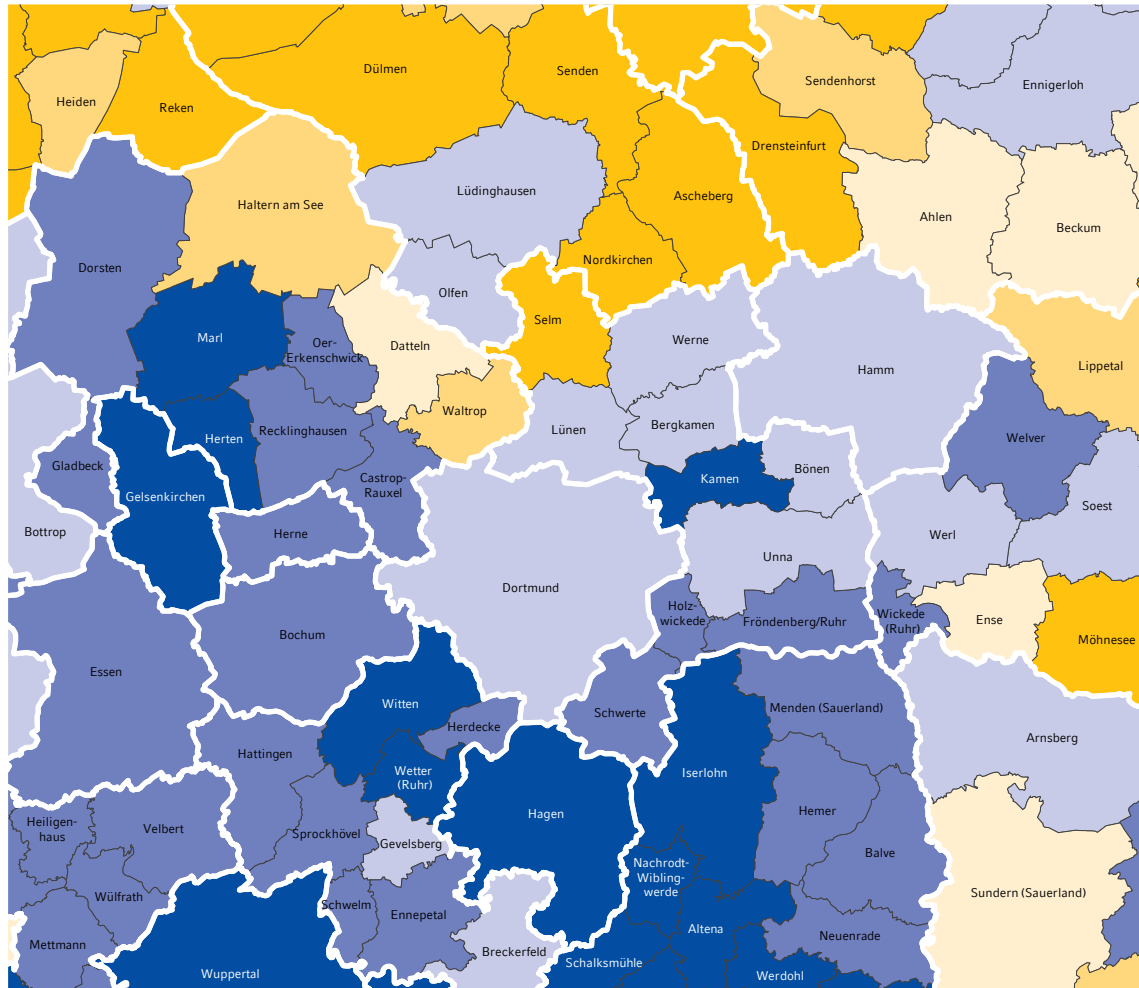 Dülmen
Senden
Sendenhorst
Ennigerloh
Heiden
Reken
Drensteinfurt
Lüdinghausen
Ascheberg
Haltern am See
Ahlen
Beckum
Dorsten
Nordkirchen
Olfen
Selm
Marl
Oer-
Erkenschwick
Datteln
Werne
Hamm
Lippetal
Waltrop
Lünen
Bergkamen
Herten
Recklinghausen
Welver
Gladbeck
Gelsenkirchen
Castrop-
Rauxel
Kamen
Bönen
Soest
Bottrop
Herne
Werl
Unna
Dortmund
Holz-
wickede
Fröndenberg/Ruhr
Wickede
(Ruhr)
Ense
Möhnesee
Bochum
Essen
Witten
Herdecke
Schwerte
Menden (Sauerland)
Arnsberg
Hattingen
Wetter
(Ruhr)
Iserlohn
Hagen
Hemer
Heiligen-
haus
Velbert
Sprockhövel
Gevelsberg
Balve
Nachrodt-
Wibling-
werde
Sundern (Sauerland)
Wülfrath
Schwelm
Ennepetal
Altena
Neuenrade
Mettmann
Breckerfeld
Schalksmühle
Wuppertal
Werdohl